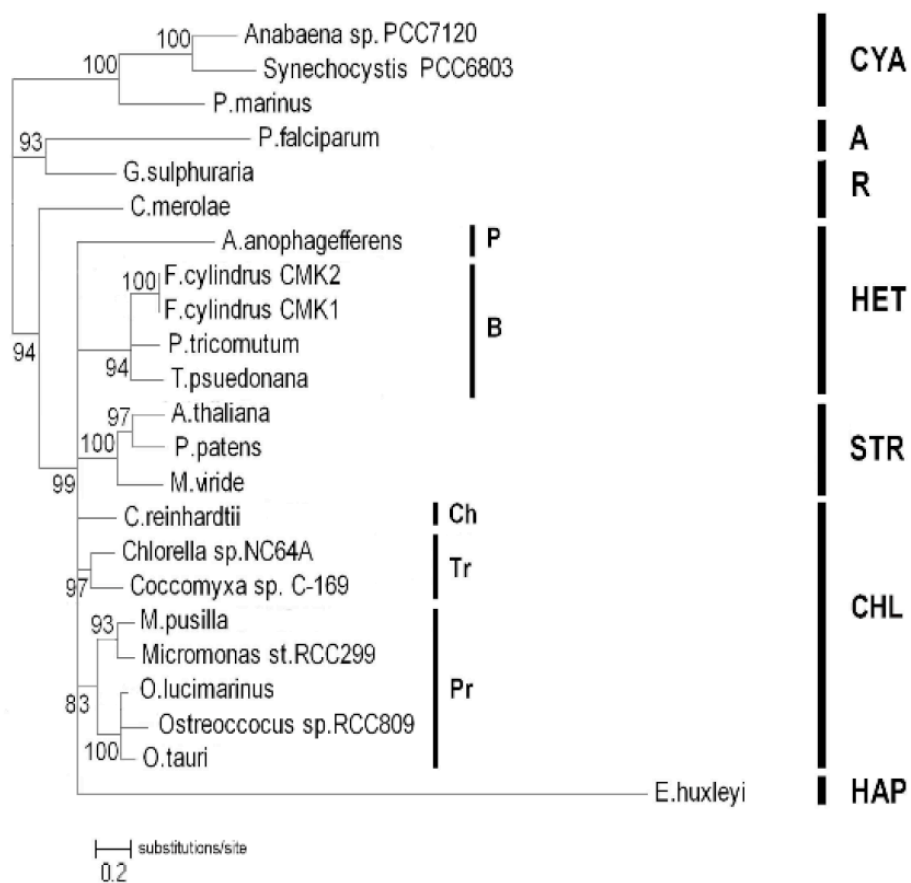 100 Anabaena sp. PCC7120
100 Synechocystis PCC6803
P.marinus
CYA
93 P.falciparum
A
G.sulphuraria
R
C.merolae
A.anophagefferens
P
100 F.cylindrus CMK2
F.cylindrus CMK1
B
HET
94 P.tricornutum
94 T.psuedonana
97 A.thaliana
100 P.patens
STR
99 M.viride
C.reinhardtii
Ch
Chlorella sp.NC64A
Tr
97 Coccomyxa sp. C-169
CHL
93 M.pusilla
Micromonas st.RCC299
83 O.lucimarinus
Pr
Ostreoccocus sp.RCC809
100 O.tauri
E.huxleyi
HAP
substitutions/site
0.2